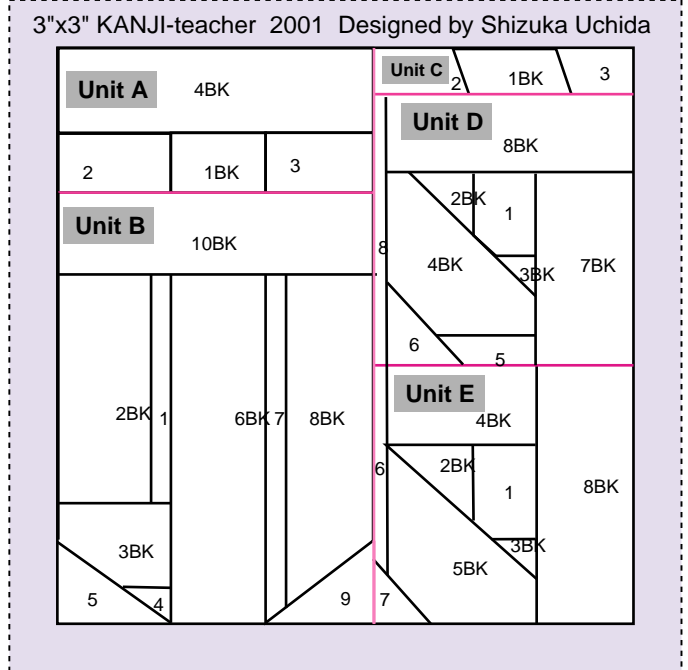 3"x3" KANJI-teacher 2001 Designed by Shizuka Uchida
Unit A
4BK
2
1BK
3
Unit B
10BK
2BK
1
6BK
7
8BK
3BK
5
4
9
Unit C
2
1BK
3
Unit D
8BK
2BK
1
8
4BK
3BK
7BK
6
5
Unit E
4BK
6
2BK
1
8BK
3BK
5BK
7